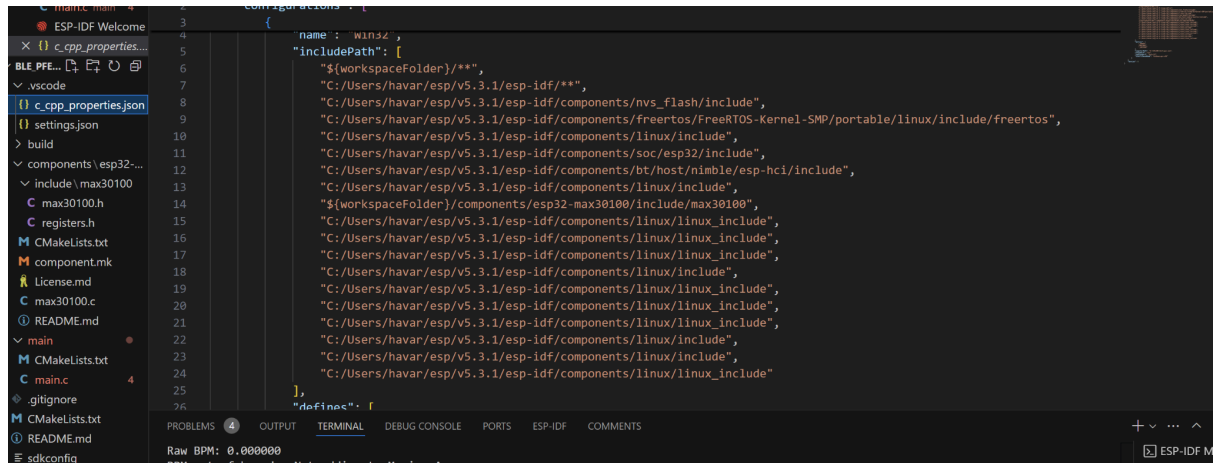 main.c main 4
ESP-IDF Welcome
{} c_cpp_properties....
BLE_PFE...
.vscode
{} c_cpp_properties.json
{} settings.json
build
components\esp32-...
include\max30100
C max30100.h
C registers.h
M CMakeLists.txt
M component.mk
License.md
C max30100.c
README.md
main
M CMakeLists.txt
C main.c 4
.gitignore
M CMakeLists.txt
README.md
sdkconfig
2 "configurations": [
3 {
4 "name": "Win32",
5 "includePath": [
6 "${workspaceFolder}/**",
7 "C:/Users/havar/esp/v5.3.1/esp-idf/**",
8 "C:/Users/havar/esp/v5.3.1/esp-idf/components/nvs_flash/include",
9 "C:/Users/havar/esp/v5.3.1/esp-idf/components/freertos/FreeRTOS-Kernel-SMP/portable/linux/include/freertos",
10 "C:/Users/havar/esp/v5.3.1/esp-idf/components/linux/include",
11 "C:/Users/havar/esp/v5.3.1/esp-idf/components/soc/esp32/include",
12 "C:/Users/havar/esp/v5.3.1/esp-idf/components/bt/host/nimble/esp-hci/include",
13 "C:/Users/havar/esp/v5.3.1/esp-idf/components/linux/include",
14 "${workspaceFolder}/components/esp32-max30100/include/max30100",
15 "C:/Users/havar/esp/v5.3.1/esp-idf/components/linux/linux_include",
16 "C:/Users/havar/esp/v5.3.1/esp-idf/components/linux/linux_include",
17 "C:/Users/havar/esp/v5.3.1/esp-idf/components/linux/linux_include",
18 "C:/Users/havar/esp/v5.3.1/esp-idf/components/linux/include",
19 "C:/Users/havar/esp/v5.3.1/esp-idf/components/linux/linux_include",
20 "C:/Users/havar/esp/v5.3.1/esp-idf/components/linux/linux_include",
21 "C:/Users/havar/esp/v5.3.1/esp-idf/components/linux/linux_include",
22 "C:/Users/havar/esp/v5.3.1/esp-idf/components/linux/include",
23 "C:/Users/havar/esp/v5.3.1/esp-idf/components/linux/include",
24 "C:/Users/havar/esp/v5.3.1/esp-idf/components/linux/linux_include"
25 ],
26 "defines": [
PROBLEMS 4 OUTPUT TERMINAL DEBUG CONSOLE PORTS ESP-IDF COMMENTS
Raw BPM: 0.000000
ESP-IDF M